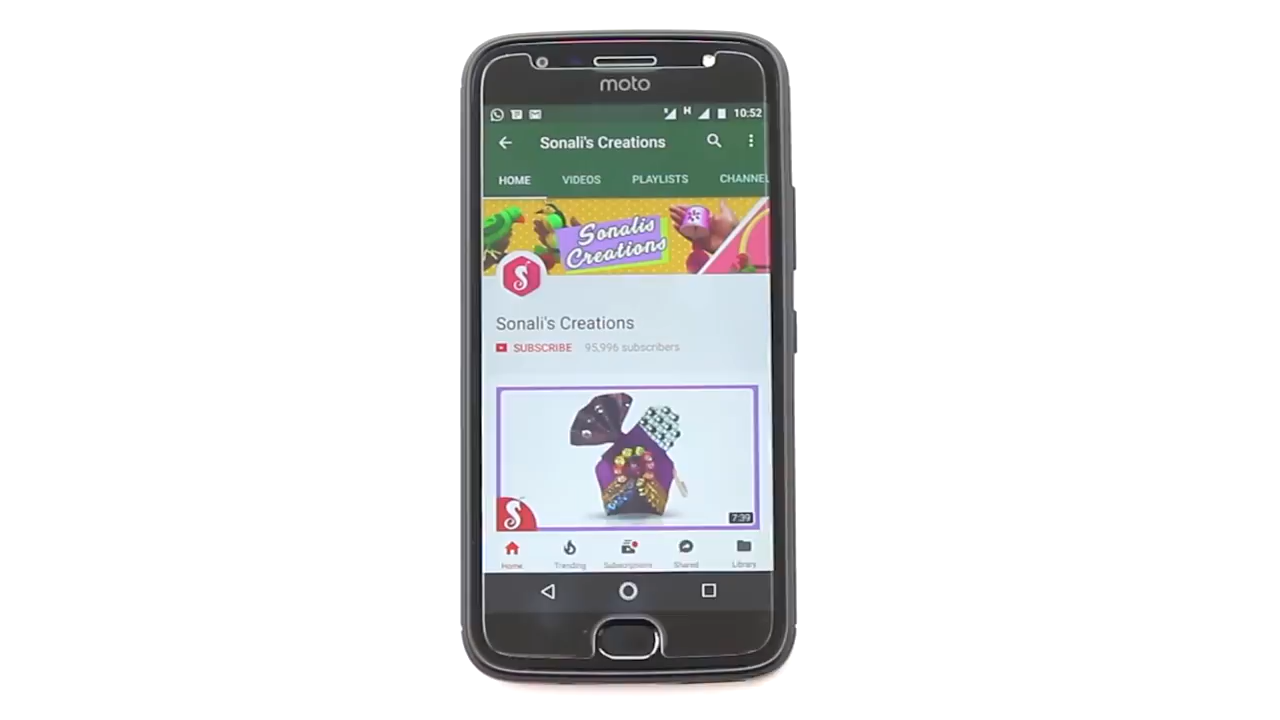 moto
H 10:52
Sonali's Creations
HOME VIDEOS PLAYLISTS CHANNEL
Sonalis
Creations
S
Sonali's Creations
SUBSCRIBE 95,996 subscribers
S
7:39
Home Trending Subscriptions Shared Library